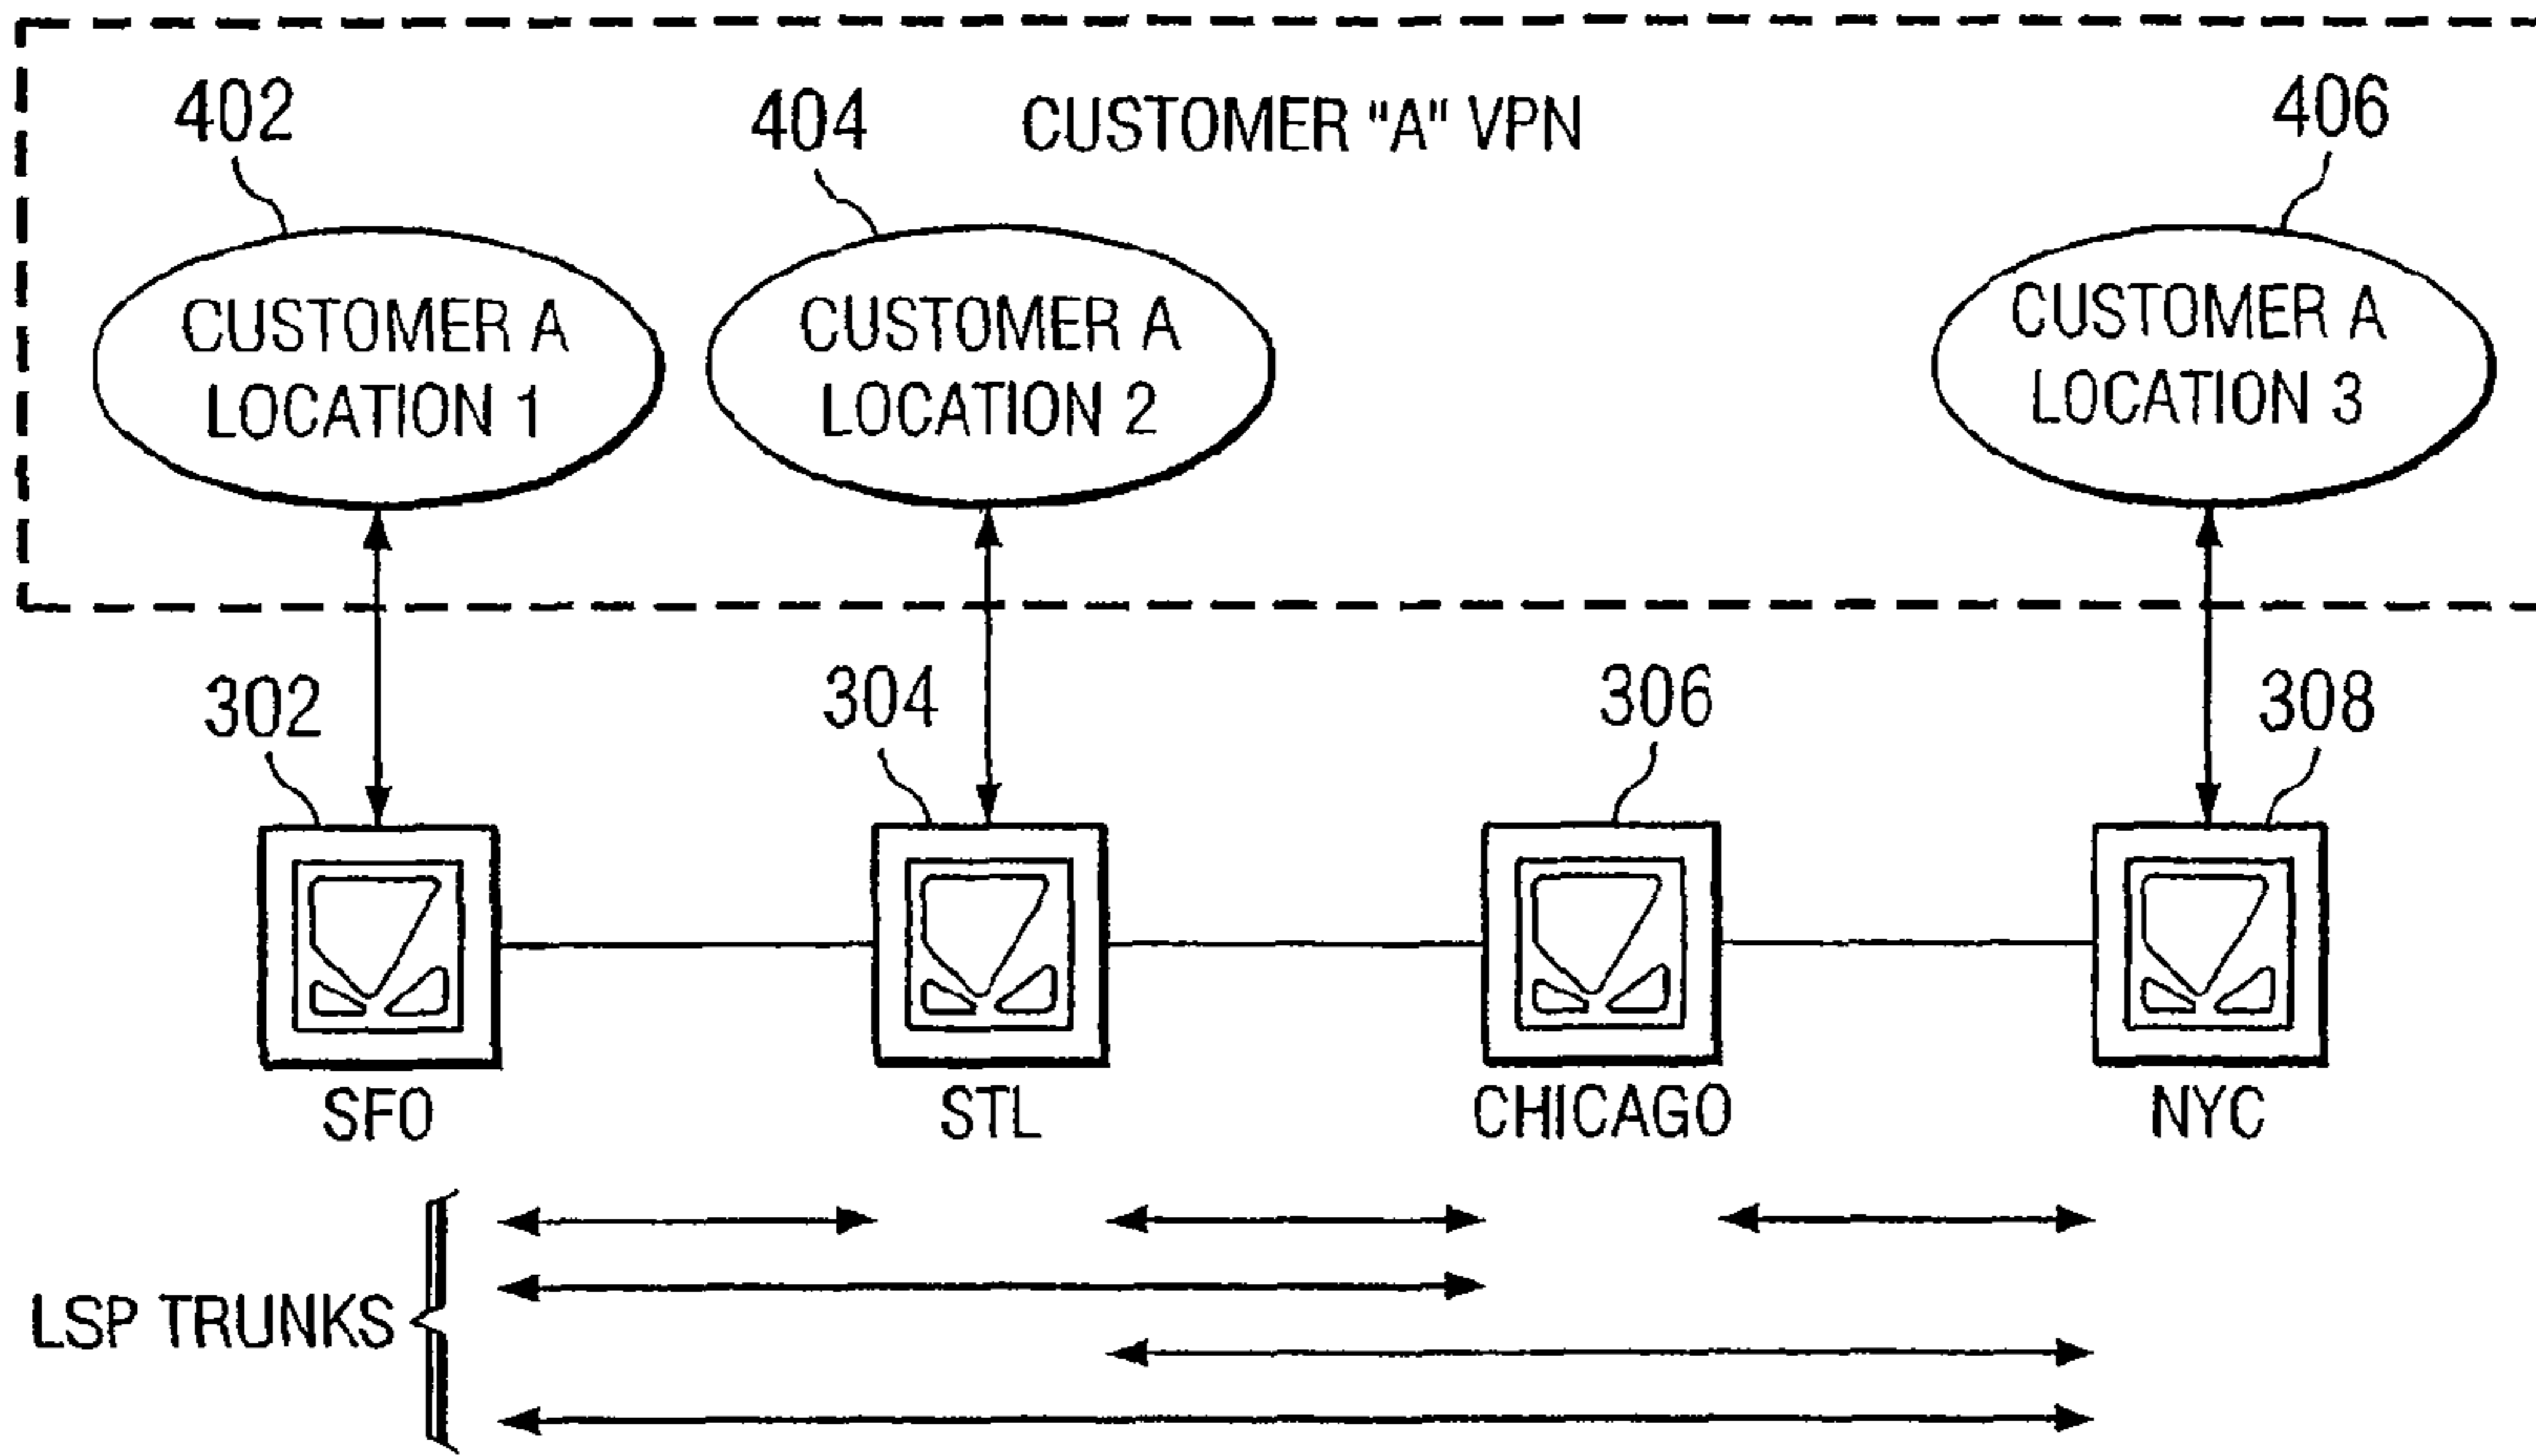 402
404
CUSTOMER "A" VPN
406
CUSTOMER A
LOCATION 1
CUSTOMER A
LOCATION 2
CUSTOMER A
LOCATION 3
302
304
306
308
SFO
STL
CHICAGO
NYC
LSP TRUNKS